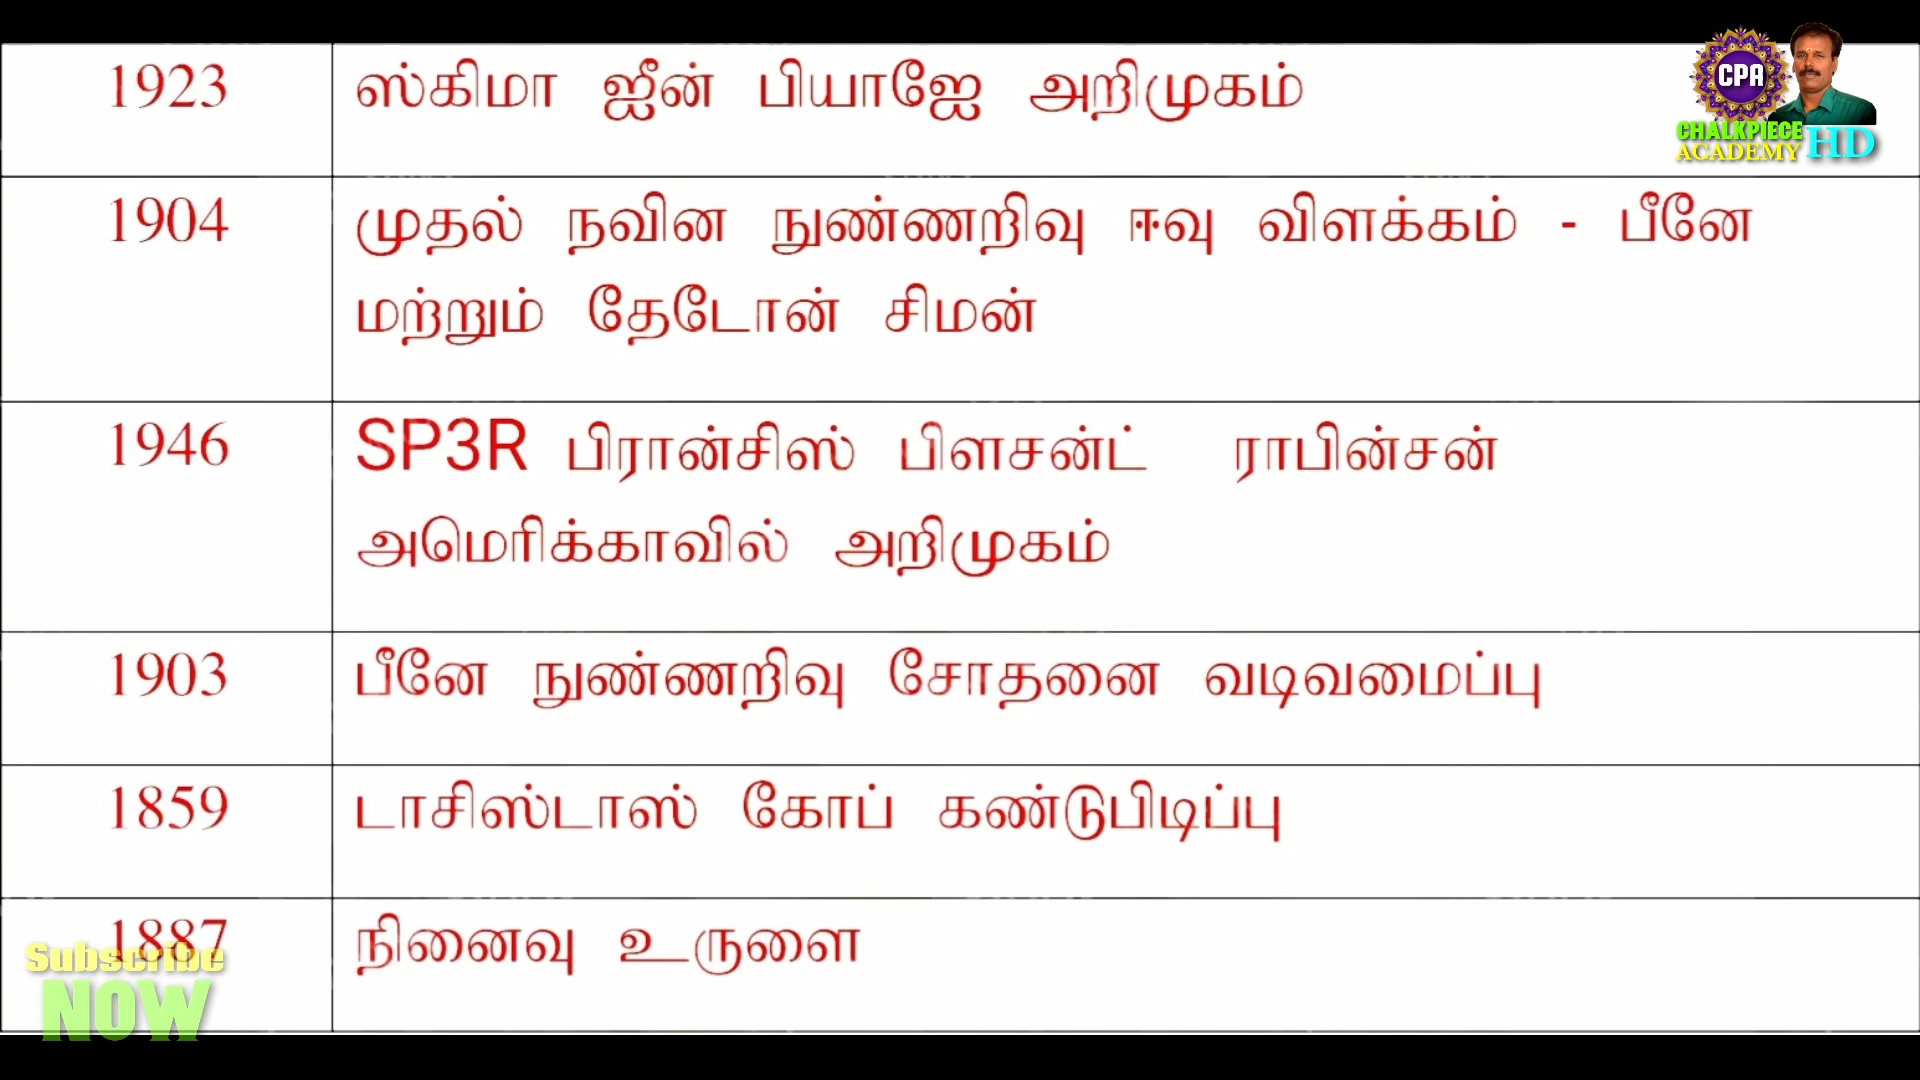 1923 ஸ்கிமா ஜீன் பியாஜே அறிமுகம்
1904 முதல் நவின நுண்ணறிவு ஈவு விளக்கம் - பீனே
மற்றும் தேடோன் சிமன்
1946 SP3R பிரான்சிஸ் பிளசன்ட் ராபின்சன்
அமெரிக்காவில் அறிமுகம்
1903 பீனே நுண்ணறிவு சோதனை வடிவமைப்பு
1859 டாசிஸ்டாஸ் கோப் கண்டுபிடிப்பு
1887 நினைவு உருளை
CPA
CHALKPIECE
ACADEMY HD
Subscribe
NOW